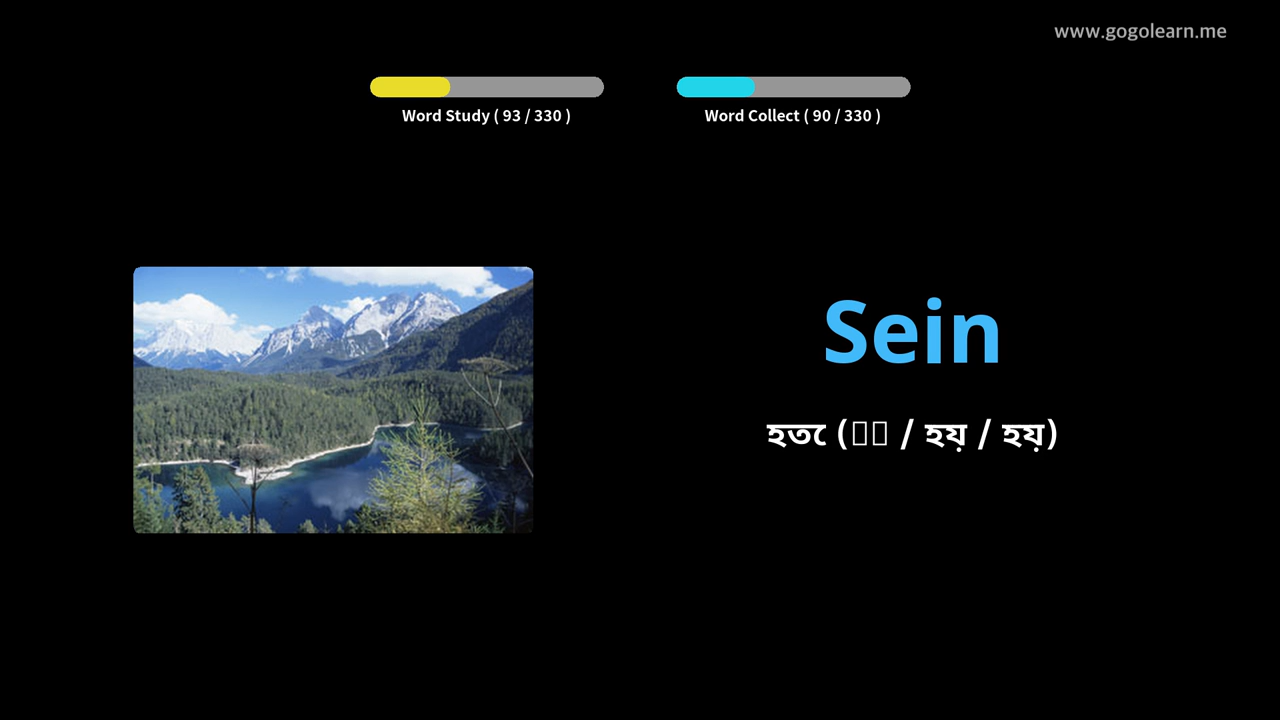 www.gogolearn.me
Word Study ( 93 / 330 )
Word Collect ( 90 / 330 )
Sein
হতে (▯▯ / হয় / হয়)